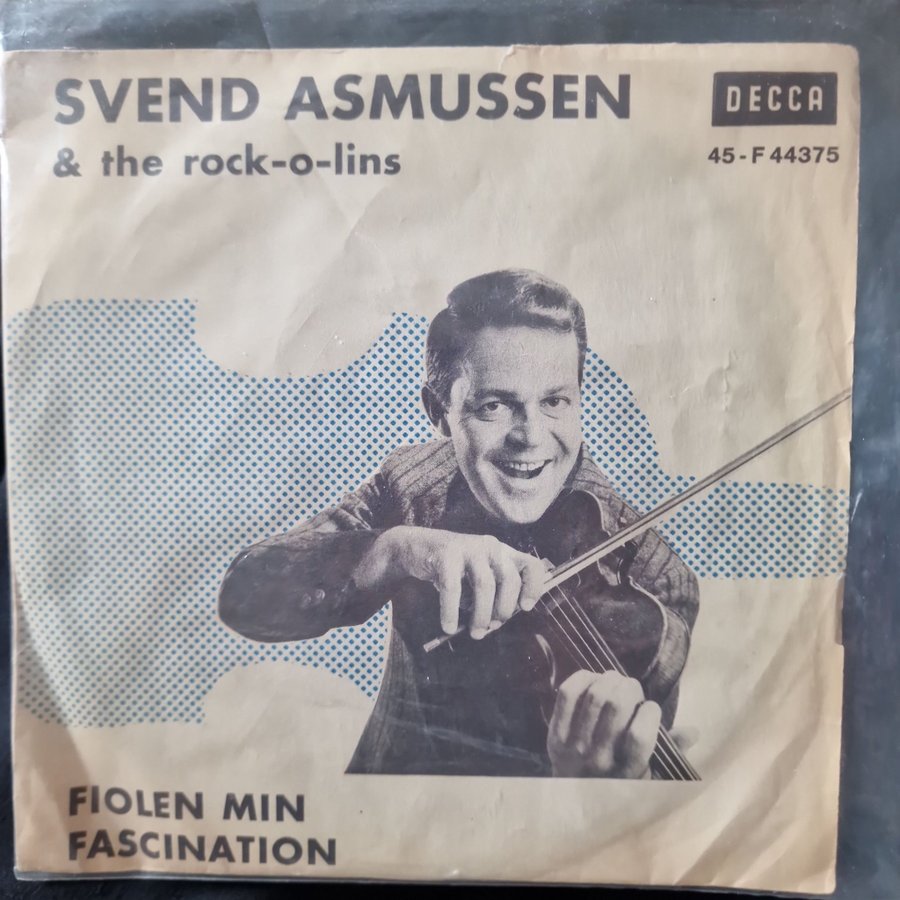 SVEND ASMUSSEN
& the rock-o-lins
DECCA
45-F 44375
FIOLEN MIN
FASCINATION